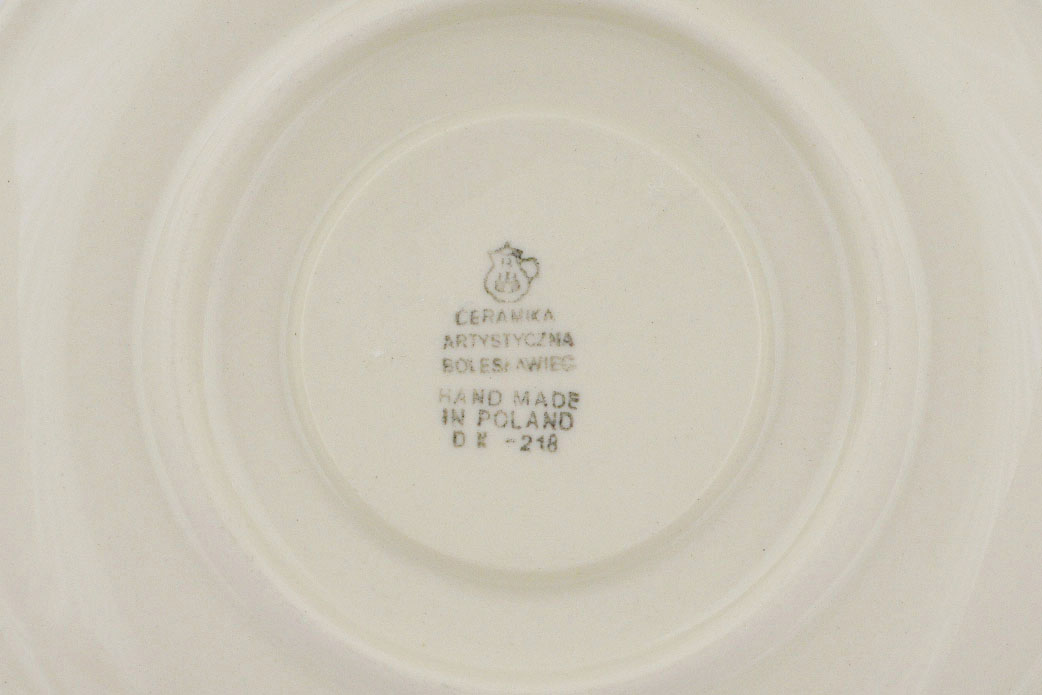 CERAMIKA
ARTYSTYCZNA
BOLESŁAWIEC
HAND MADE
IN POLAND
DK -218